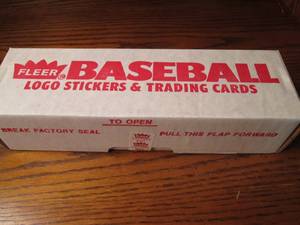 FLEER® BASEBALL
LOGO STICKERS & TRADING CARDS
TO OPEN
BREAK FACTORY SEAL
PULL THIS FLAP FORWARD